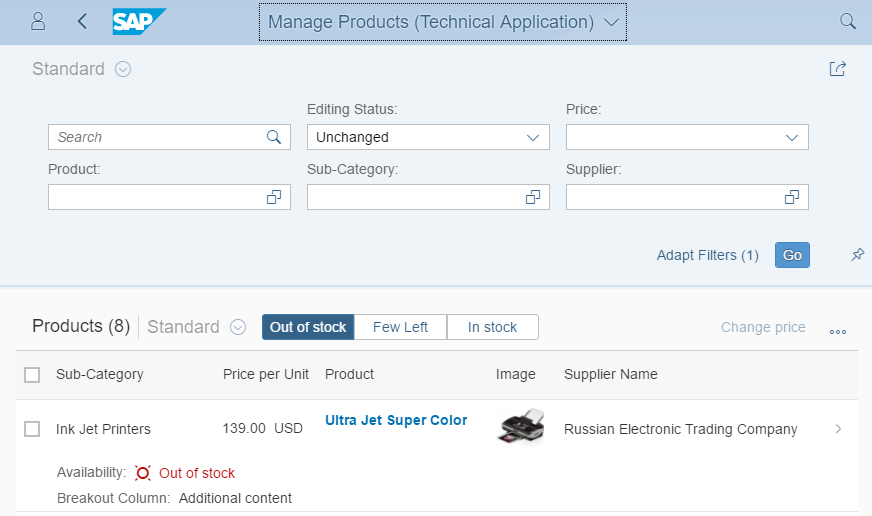 SAP Manage Products (Technical Application)
Standard
Editing Status: Price:
Search Unchanged
Product: Sub-Category: Supplier:
Adapt Filters (1) Go
Products (8) Standard Out of stock Few Left In stock Change price
Sub-Category Price per Unit Product Image Supplier Name
Ink Jet Printers 139.00 USD Ultra Jet Super Color Russian Electronic Trading Company
Availability: Out of stock
Breakout Column: Additional content